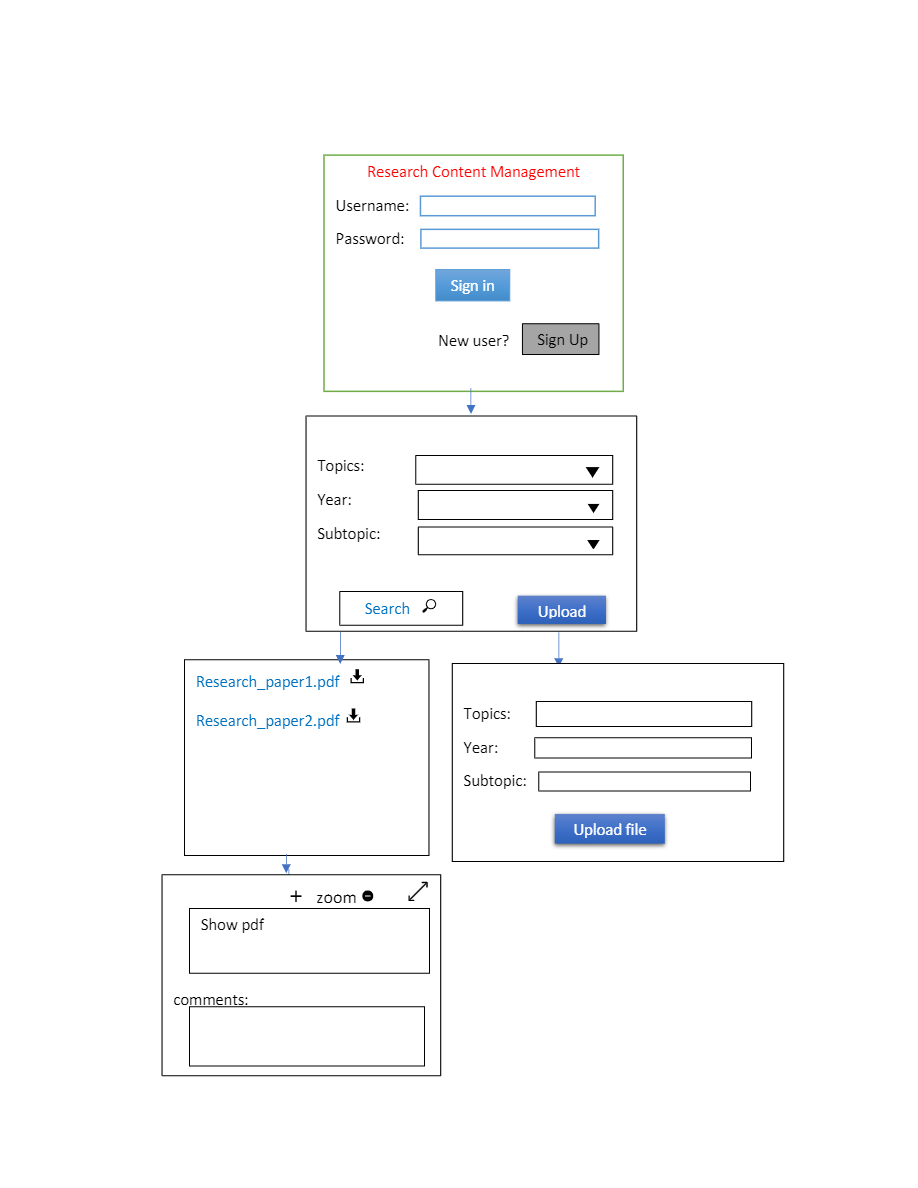 Research Content Management
Username:
Password:
Sign in
New user? Sign Up
Topics:
Year:
Subtopic:
Search Upload
Research_paper1.pdf
Research_paper2.pdf
Topics:
Year:
Subtopic:
Upload file
+ zoom
Show pdf
comments: